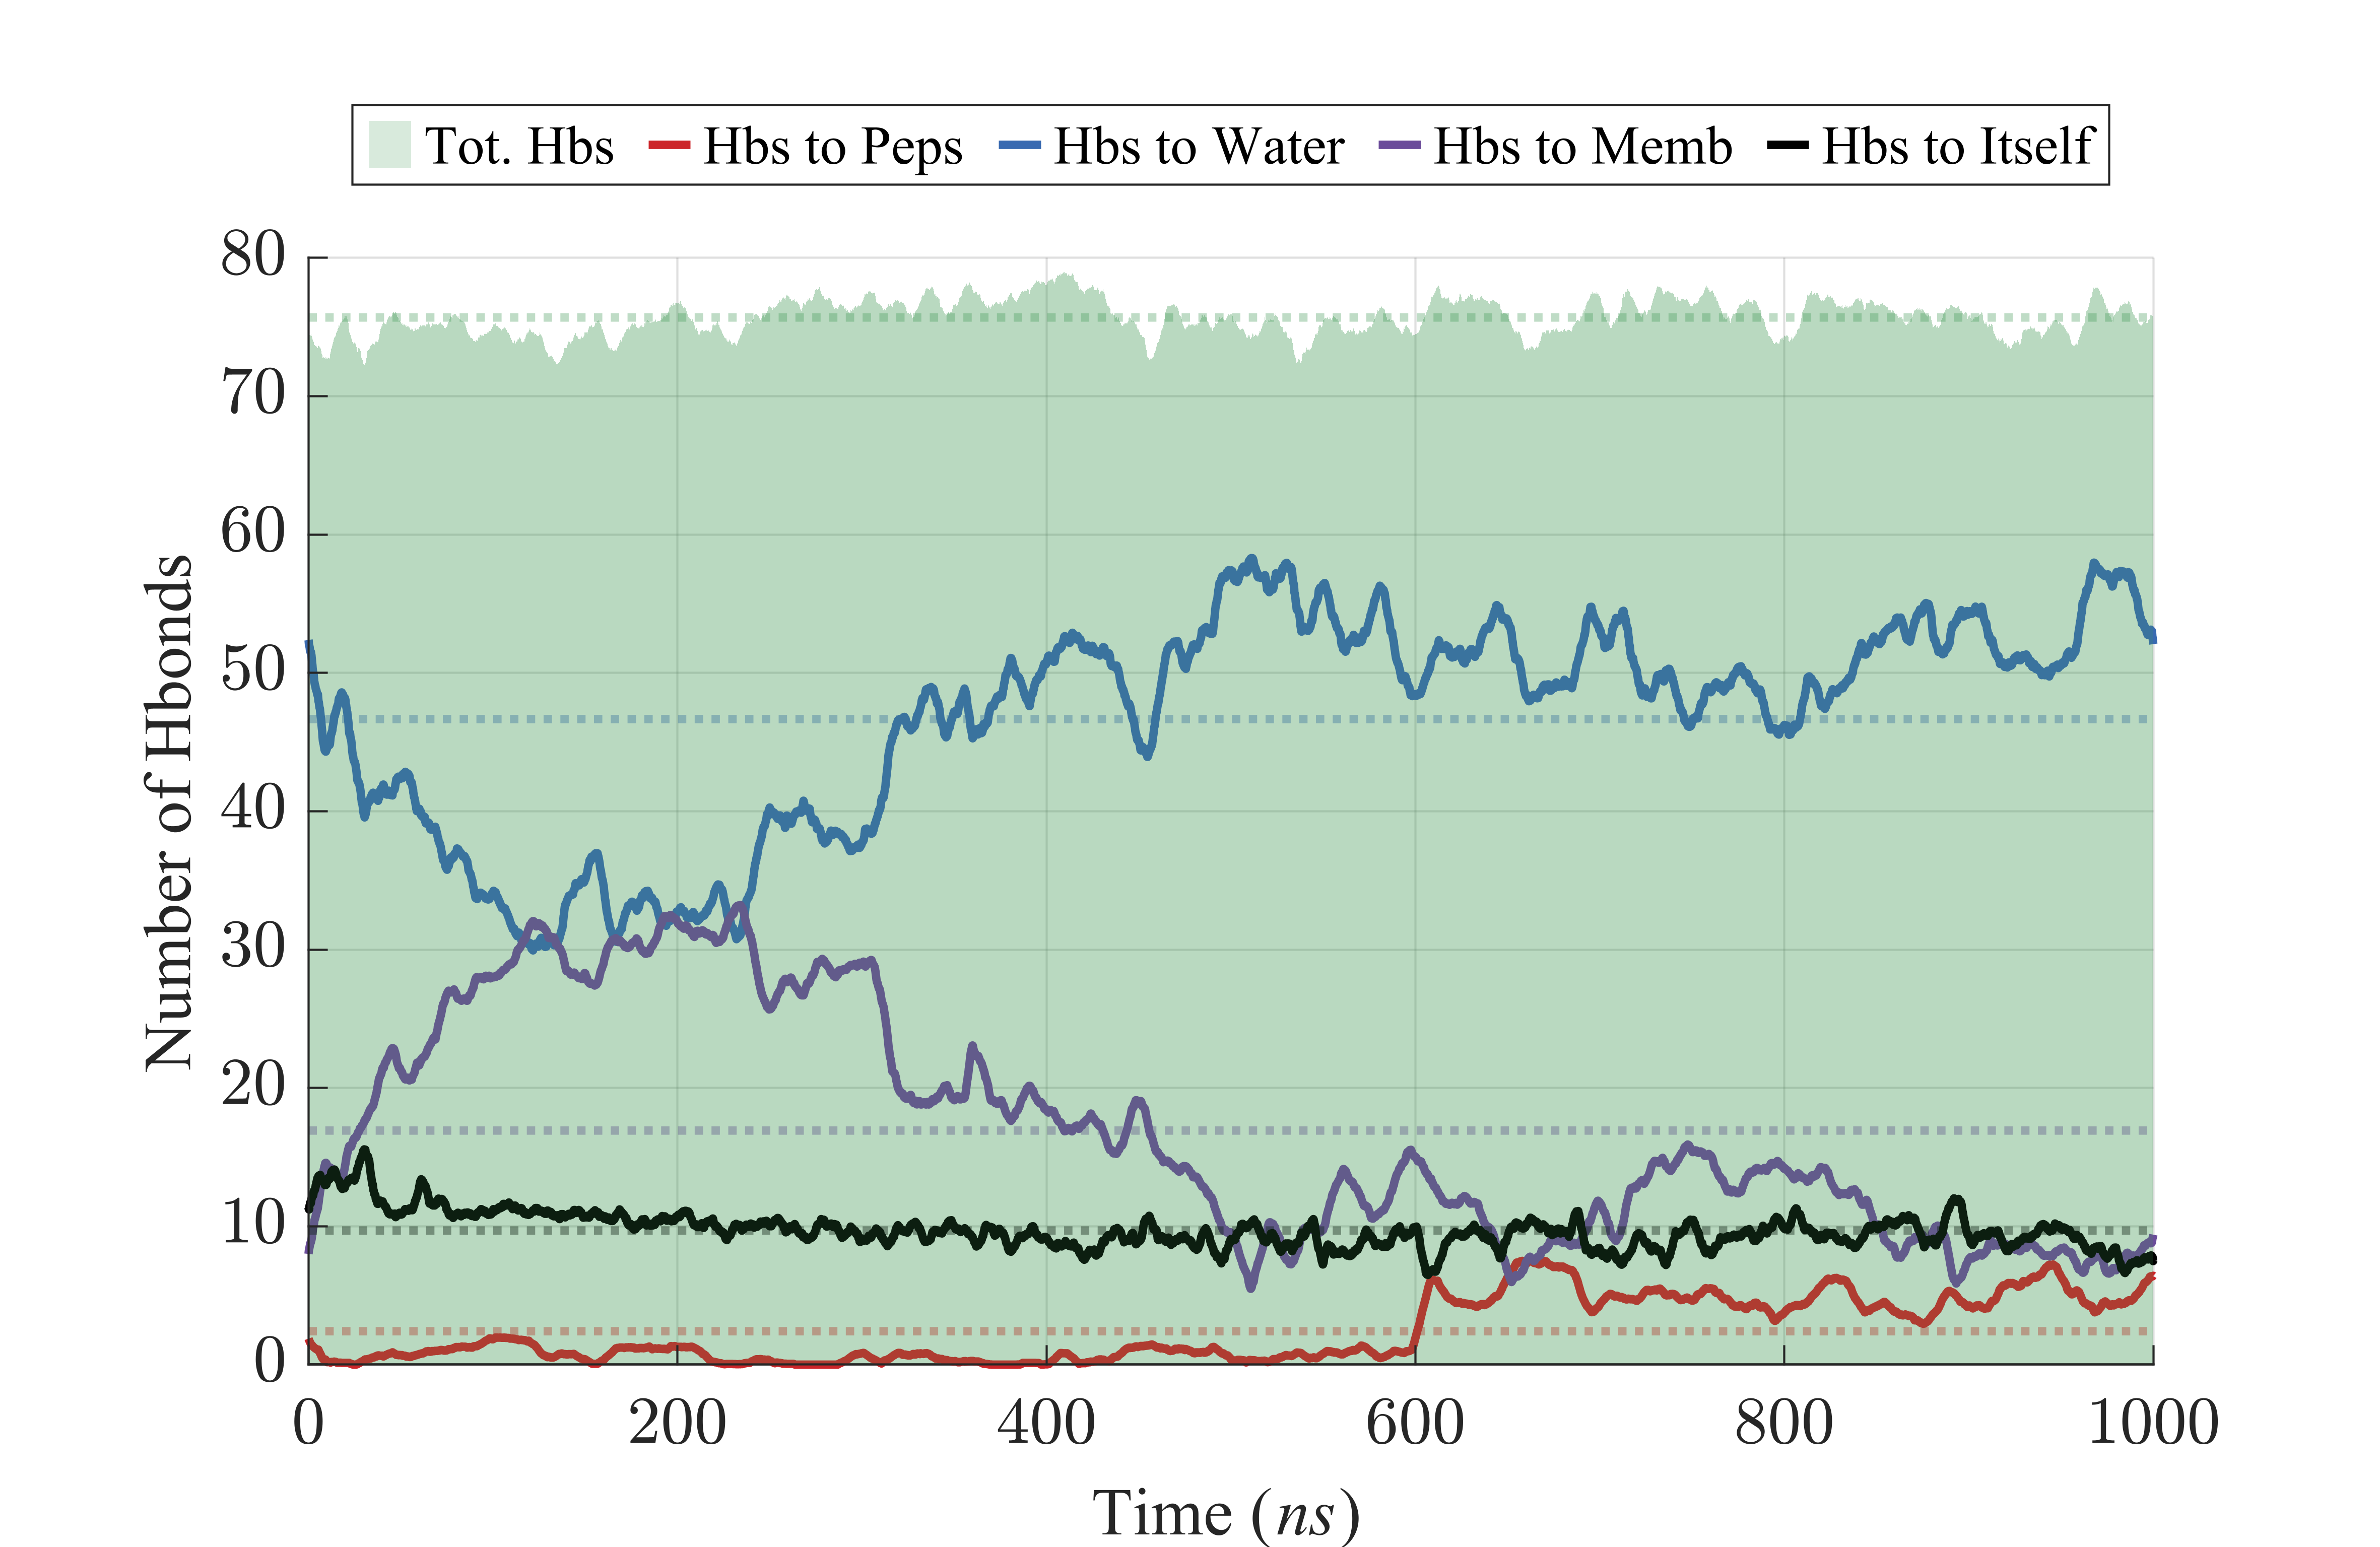 Tot. Hbs Hbs to Peps Hbs to Water Hbs to Memb Hbs to Itself
80
70
60
50
40
30
20
10
0
Number of Hbonds
0 200 400 600 800 1000
Time (ns)